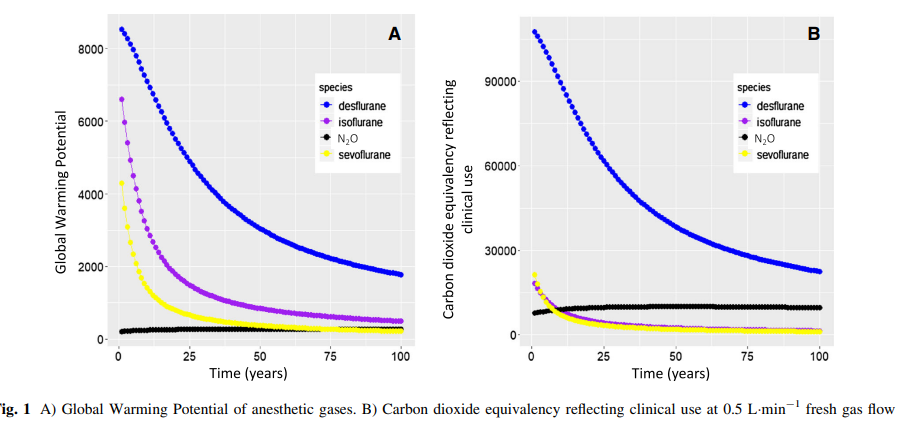 A
B
8000
6000
4000
2000
0
Global Warming Potential
species
desflurane
isoflurane
N₂O
sevoflurane
0
25
50
75
100
Time (years)
90000
60000
30000
0
Carbon dioxide equivalency reflecting
clinical use
species
desflurane
isoflurane
N₂O
sevoflurane
0
25
50
75
100
Time (years)
ig. 1 A) Global Warming Potential of anesthetic gases. B) Carbon dioxide equivalency reflecting clinical use at 0.5 L·min⁻¹ fresh gas flow